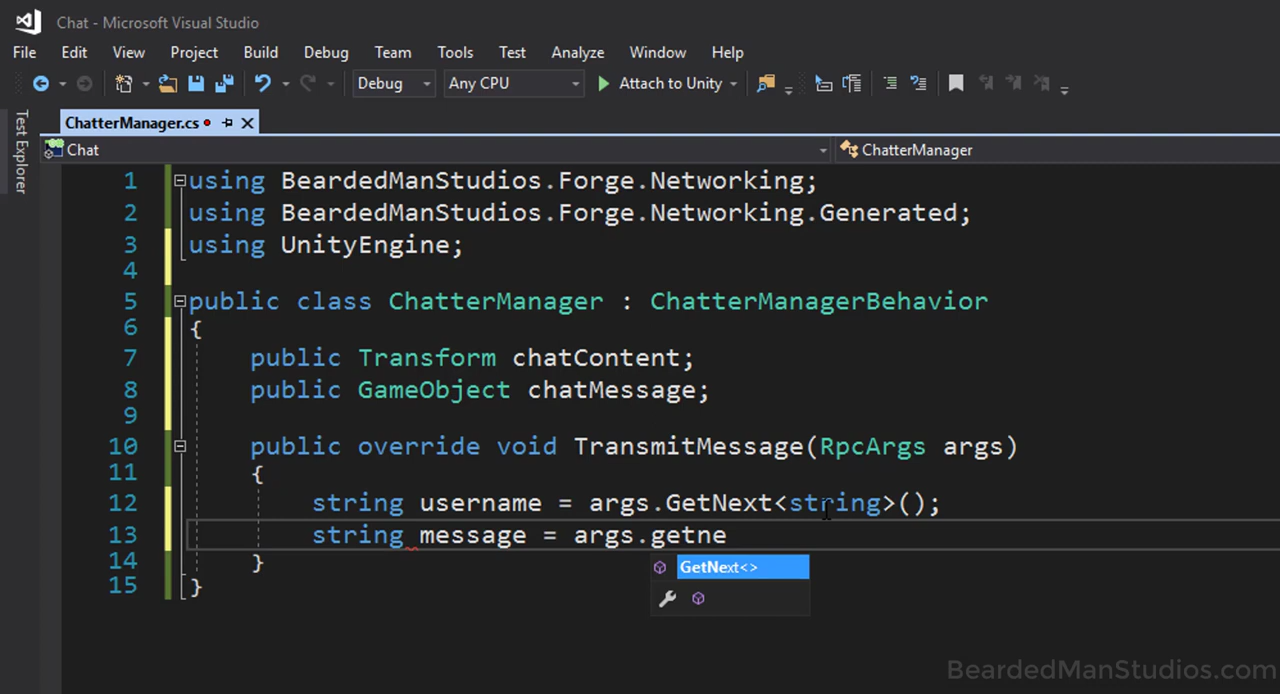 Chat - Microsoft Visual Studio
File Edit View Project Build Debug Team Tools Test Analyze Window Help
Debug Any CPU Attach to Unity
Test Explorer
ChatterManager.cs
Chat ChatterManager
1 using BeardedManStudios.Forge.Networking;
2 using BeardedManStudios.Forge.Networking.Generated;
3 using UnityEngine;
4
5 public class ChatterManager : ChatterManagerBehavior
6 {
7 public Transform chatContent;
8 public GameObject chatMessage;
9
10 public override void TransmitMessage(RpcArgs args)
11 {
12 string username = args.GetNext<string>();
13 string message = args.getne
GetNext<>
14 }
15 }
BeardedManStudios.com